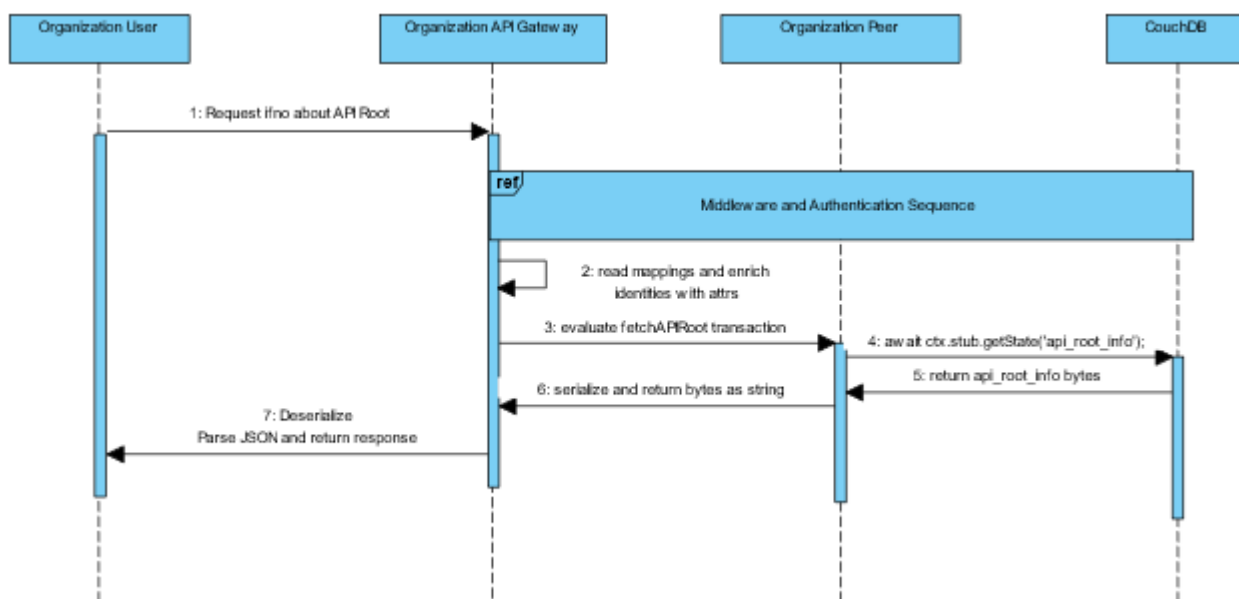 Organization User
Organization API Gateway
Organization Peer
CouchDB
1: Request ifno about API Root
ref
Middleware and Authentication Sequence
2: read mappings and enrich
identities with attrs
3: evaluate fetchAPIRoot transaction
4: await ctx.stub.getState('api_root_info');
5: return api_root_info bytes
6: serialize and return bytes as string
7: Deserialize
Parse JSON and return response